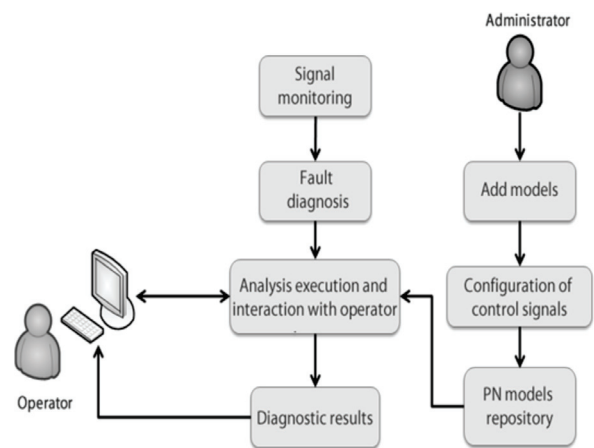 Administrator
Signal
monitoring
Fault
diagnosis
Add models
Analysis execution and
interaction with operator
Configuration of
control signals
Operator
Diagnostic results
PN models
repository